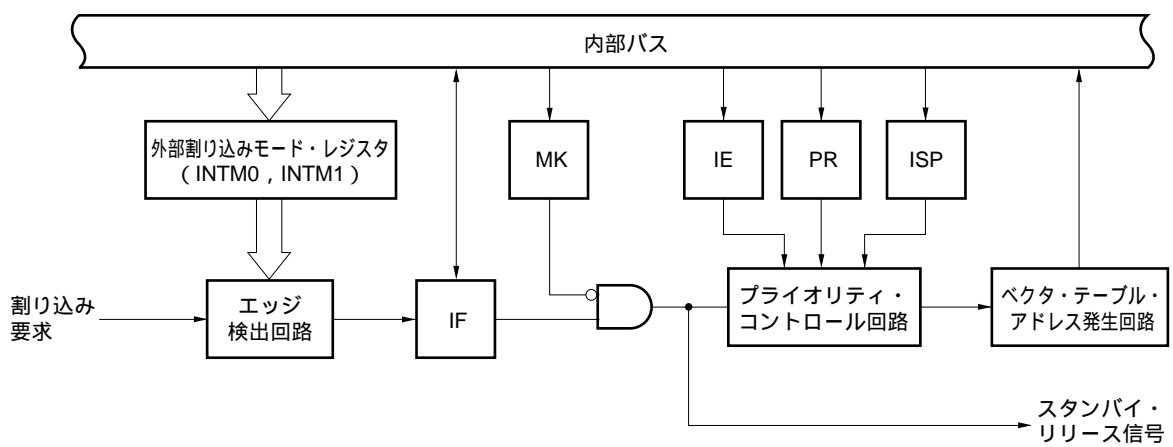 内部バス
外部割り込みモード・レジスタ
（INTM0，INTM1）
MK
IE
PR
ISP
割り込み
要求
エッジ
検出回路
IF
プライオリティ・
コントロール回路
ベクタ・テーブル・
アドレス発生回路
スタンバイ・
リリース信号